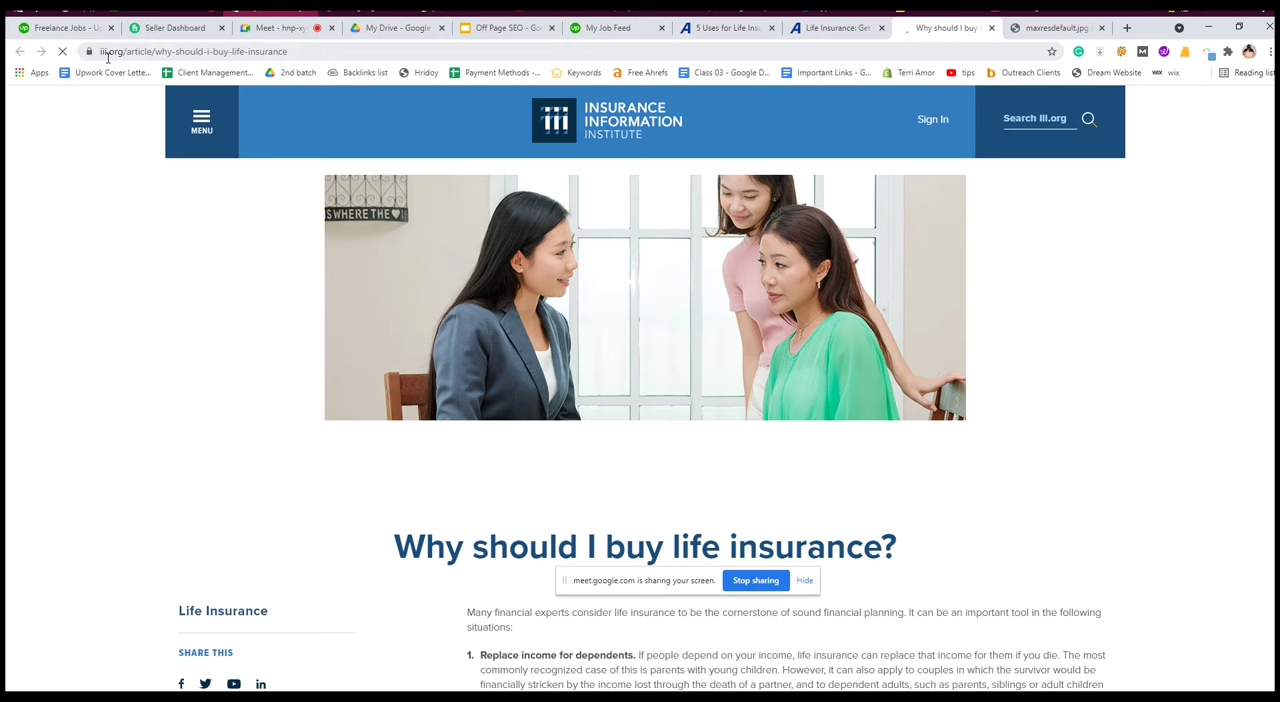 Freelance Jobs - U
Seller Dashboard
Meet - hnp-xy
My Drive - Google
Off Page SEO - Go
My Job Feed
5 Uses for Life Ins
Life Insurance: Get
Why should I buy l
maxresdefault.jpg
iii.org/article/why-should-i-buy-life-insurance
Apps
Upwork Cover Lette...
Client Management...
2nd batch
Backlinks list
Hridoy
Payment Methods -...
Keywords
Free Ahrefs
Class 03 - Google D...
Important Links - G...
Terri Amor
tips
Outreach Clients
Dream Website
WIX wix
Reading list
MENU
iii
INSURANCE
INFORMATION
INSTITUTE
Sign In
Search iii.org
S WHERE THE
Why should I buy life insurance?
meet.google.com is sharing your screen.
Stop sharing
Hide
Life Insurance
SHARE THIS
Many financial experts consider life insurance to be the cornerstone of sound financial planning. It can be an important tool in the following
situations:
1. Replace income for dependents. If people depend on your income, life insurance can replace that income for them if you die. The most
commonly recognized case of this is parents with young children. However, it can also apply to couples in which the survivor would be
financially stricken by the income lost through the death of a partner, and to dependent adults, such as parents, siblings or adult children